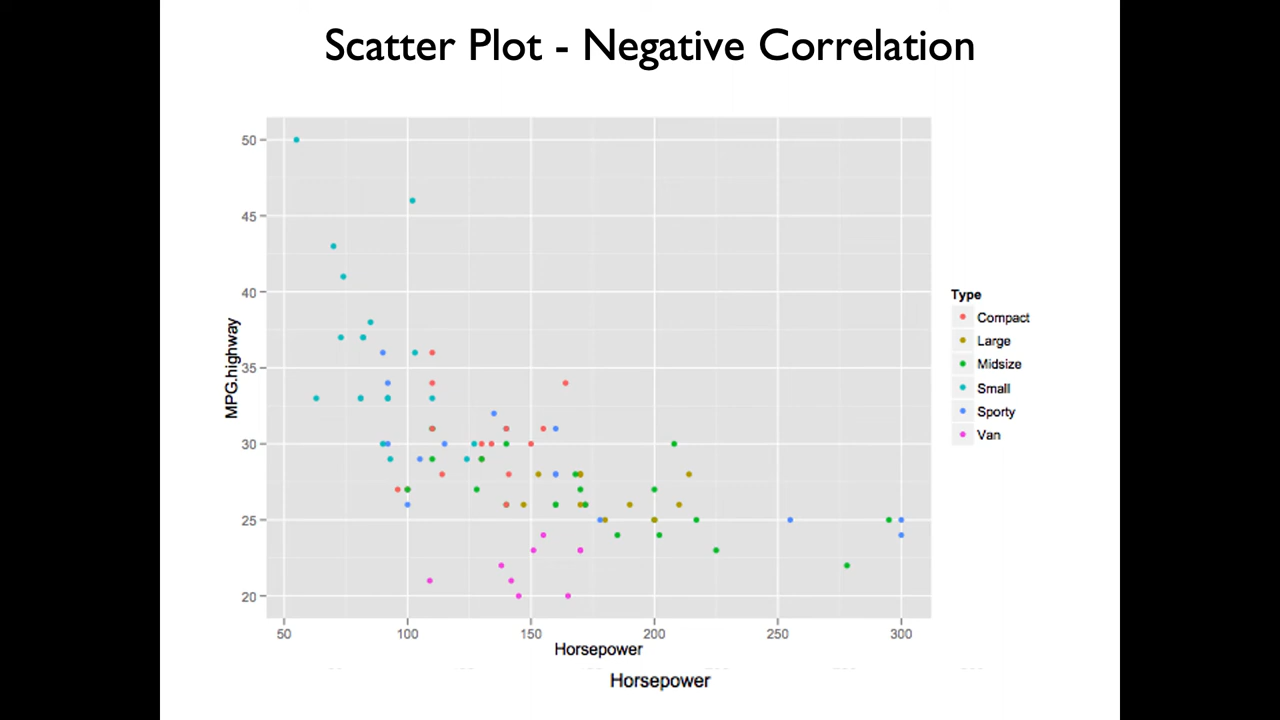 Scatter Plot - Negative Correlation
50
45
40
35
30
25
20
MPG.highway
50 100 150 200 250 300
Horsepower
Horsepower
Type
Compact
Large
Midsize
Small
Sporty
Van